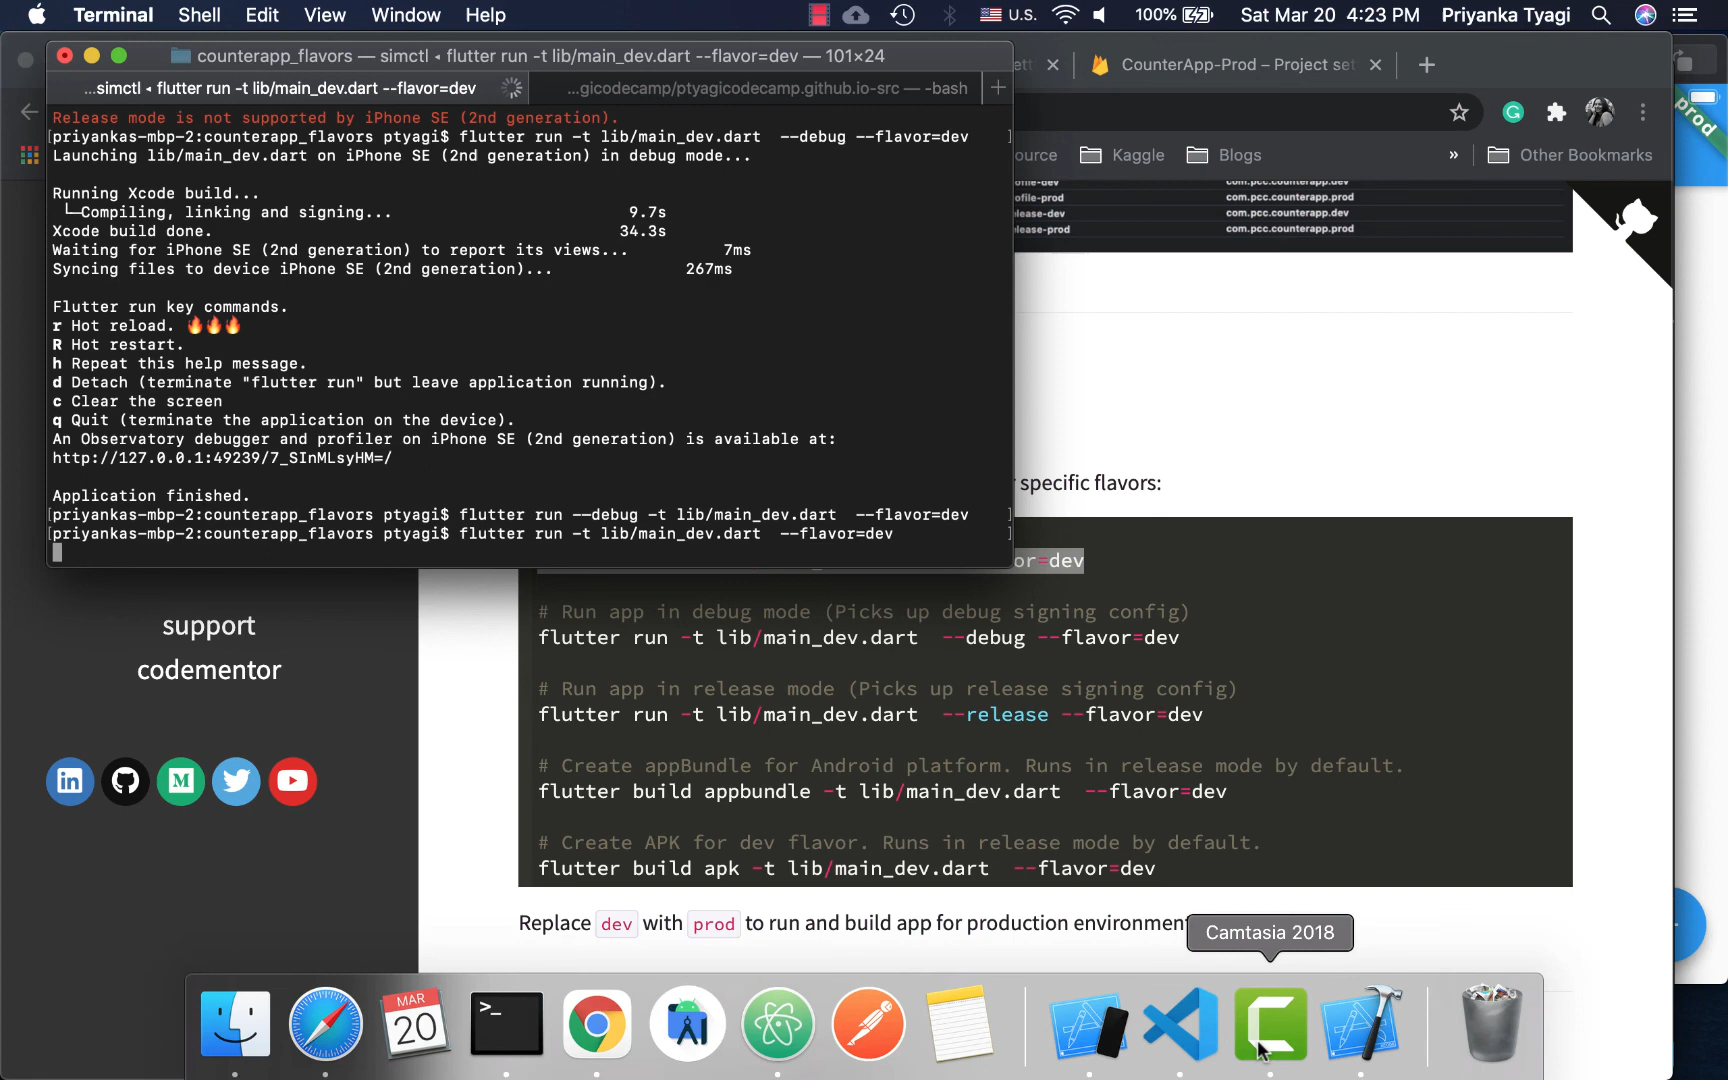 Terminal Shell Edit View Window Help U.S. 100% Sat Mar 20 4:23 PM Priyanka Tyagi
counterapp_flavors — simctl ◂ flutter run -t lib/main_dev.dart --flavor=dev — 101×24
...simctl ◂ flutter run -t lib/main_dev.dart --flavor=dev
...gicodecamp/ptyagicodecamp.github.io-src — -bash
CounterApp-Prod – Project set
prod
Kaggle
Blogs
»
Other Bookmarks
Release mode is not supported by iPhone SE (2nd generation).
[priyankas-mbp-2:counterapp_flavors ptyagi$ flutter run -t lib/main_dev.dart  --debug --flavor=dev ]
Launching lib/main_dev.dart on iPhone SE (2nd generation) in debug mode...
Running Xcode build...
└─Compiling, linking and signing... 9.7s
Xcode build done. 34.3s
Waiting for iPhone SE (2nd generation) to report its views... 7ms
Syncing files to device iPhone SE (2nd generation)... 267ms
Flutter run key commands.
r Hot reload. 🔥🔥🔥
R Hot restart.
h Repeat this help message.
d Detach (terminate "flutter run" but leave application running).
c Clear the screen
q Quit (terminate the application on the device).
An Observatory debugger and profiler on iPhone SE (2nd generation) is available at:
http://127.0.0.1:49239/7_SInMLsyHM=/
Application finished.
[priyankas-mbp-2:counterapp_flavors ptyagi$ flutter run --debug -t lib/main_dev.dart  --flavor=dev ]
[priyankas-mbp-2:counterapp_flavors ptyagi$ flutter run -t lib/main_dev.dart  --flavor=dev ]
com.pcc.counterapp.dev
ofile-prod com.pcc.counterapp.prod
lease-dev com.pcc.counterapp.dev
lease-prod com.pcc.counterapp.prod
specific flavors:
or=dev
# Run app in debug mode (Picks up debug signing config)
flutter run -t lib/main_dev.dart  --debug --flavor=dev
# Run app in release mode (Picks up release signing config)
flutter run -t lib/main_dev.dart  --release --flavor=dev
# Create appBundle for Android platform. Runs in release mode by default.
flutter build appbundle -t lib/main_dev.dart  --flavor=dev
# Create APK for dev flavor. Runs in release mode by default.
flutter build apk -t lib/main_dev.dart  --flavor=dev
Replace dev with prod to run and build app for production environment
support
codementor
in
M
Camtasia 2018
MAR
20
>_